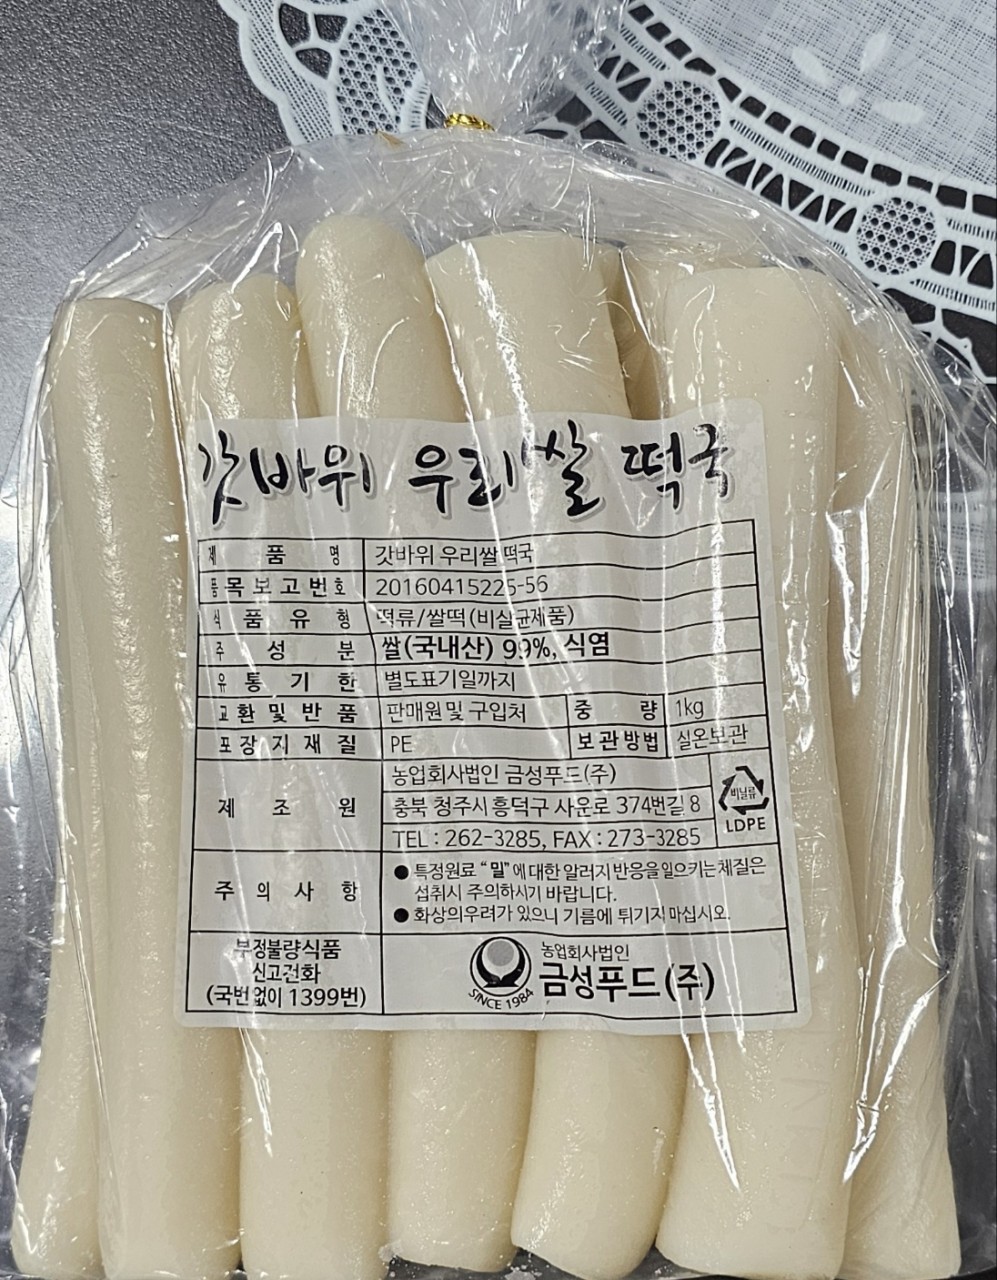 갓바위 우리쌀 떡국
제 품 명 갓바위 우리쌀 떡국
품목보고번호 20160415225-56
식 품 유 형 떡류/쌀떡(비살균제품)
주 성 분 쌀(국내산) 99%, 식염
유 통 기 한 별도표기일까지
교환 및 반품 판매원 및 구입처 중 량 1kg
포장지재질 PE 보관방법 실온보관
제 조 원 농업회사법인 금성푸드(주)
충북 청주시 흥덕구 사운로 374번길 8
TEL : 262-3285, FAX : 273-3285
비닐류
LDPE
주 의 사 항
● 특정원료 "밀"에 대한 알러지 반응을 일으키는 체질은
섭취시 주의하시기 바랍니다.
● 화상의 우려가 있으니 기름에 튀기지 마십시오.
부정불량식품
신고전화
(국번없이 1399번)
농업회사법인
금성푸드(주)
SINCE 1984